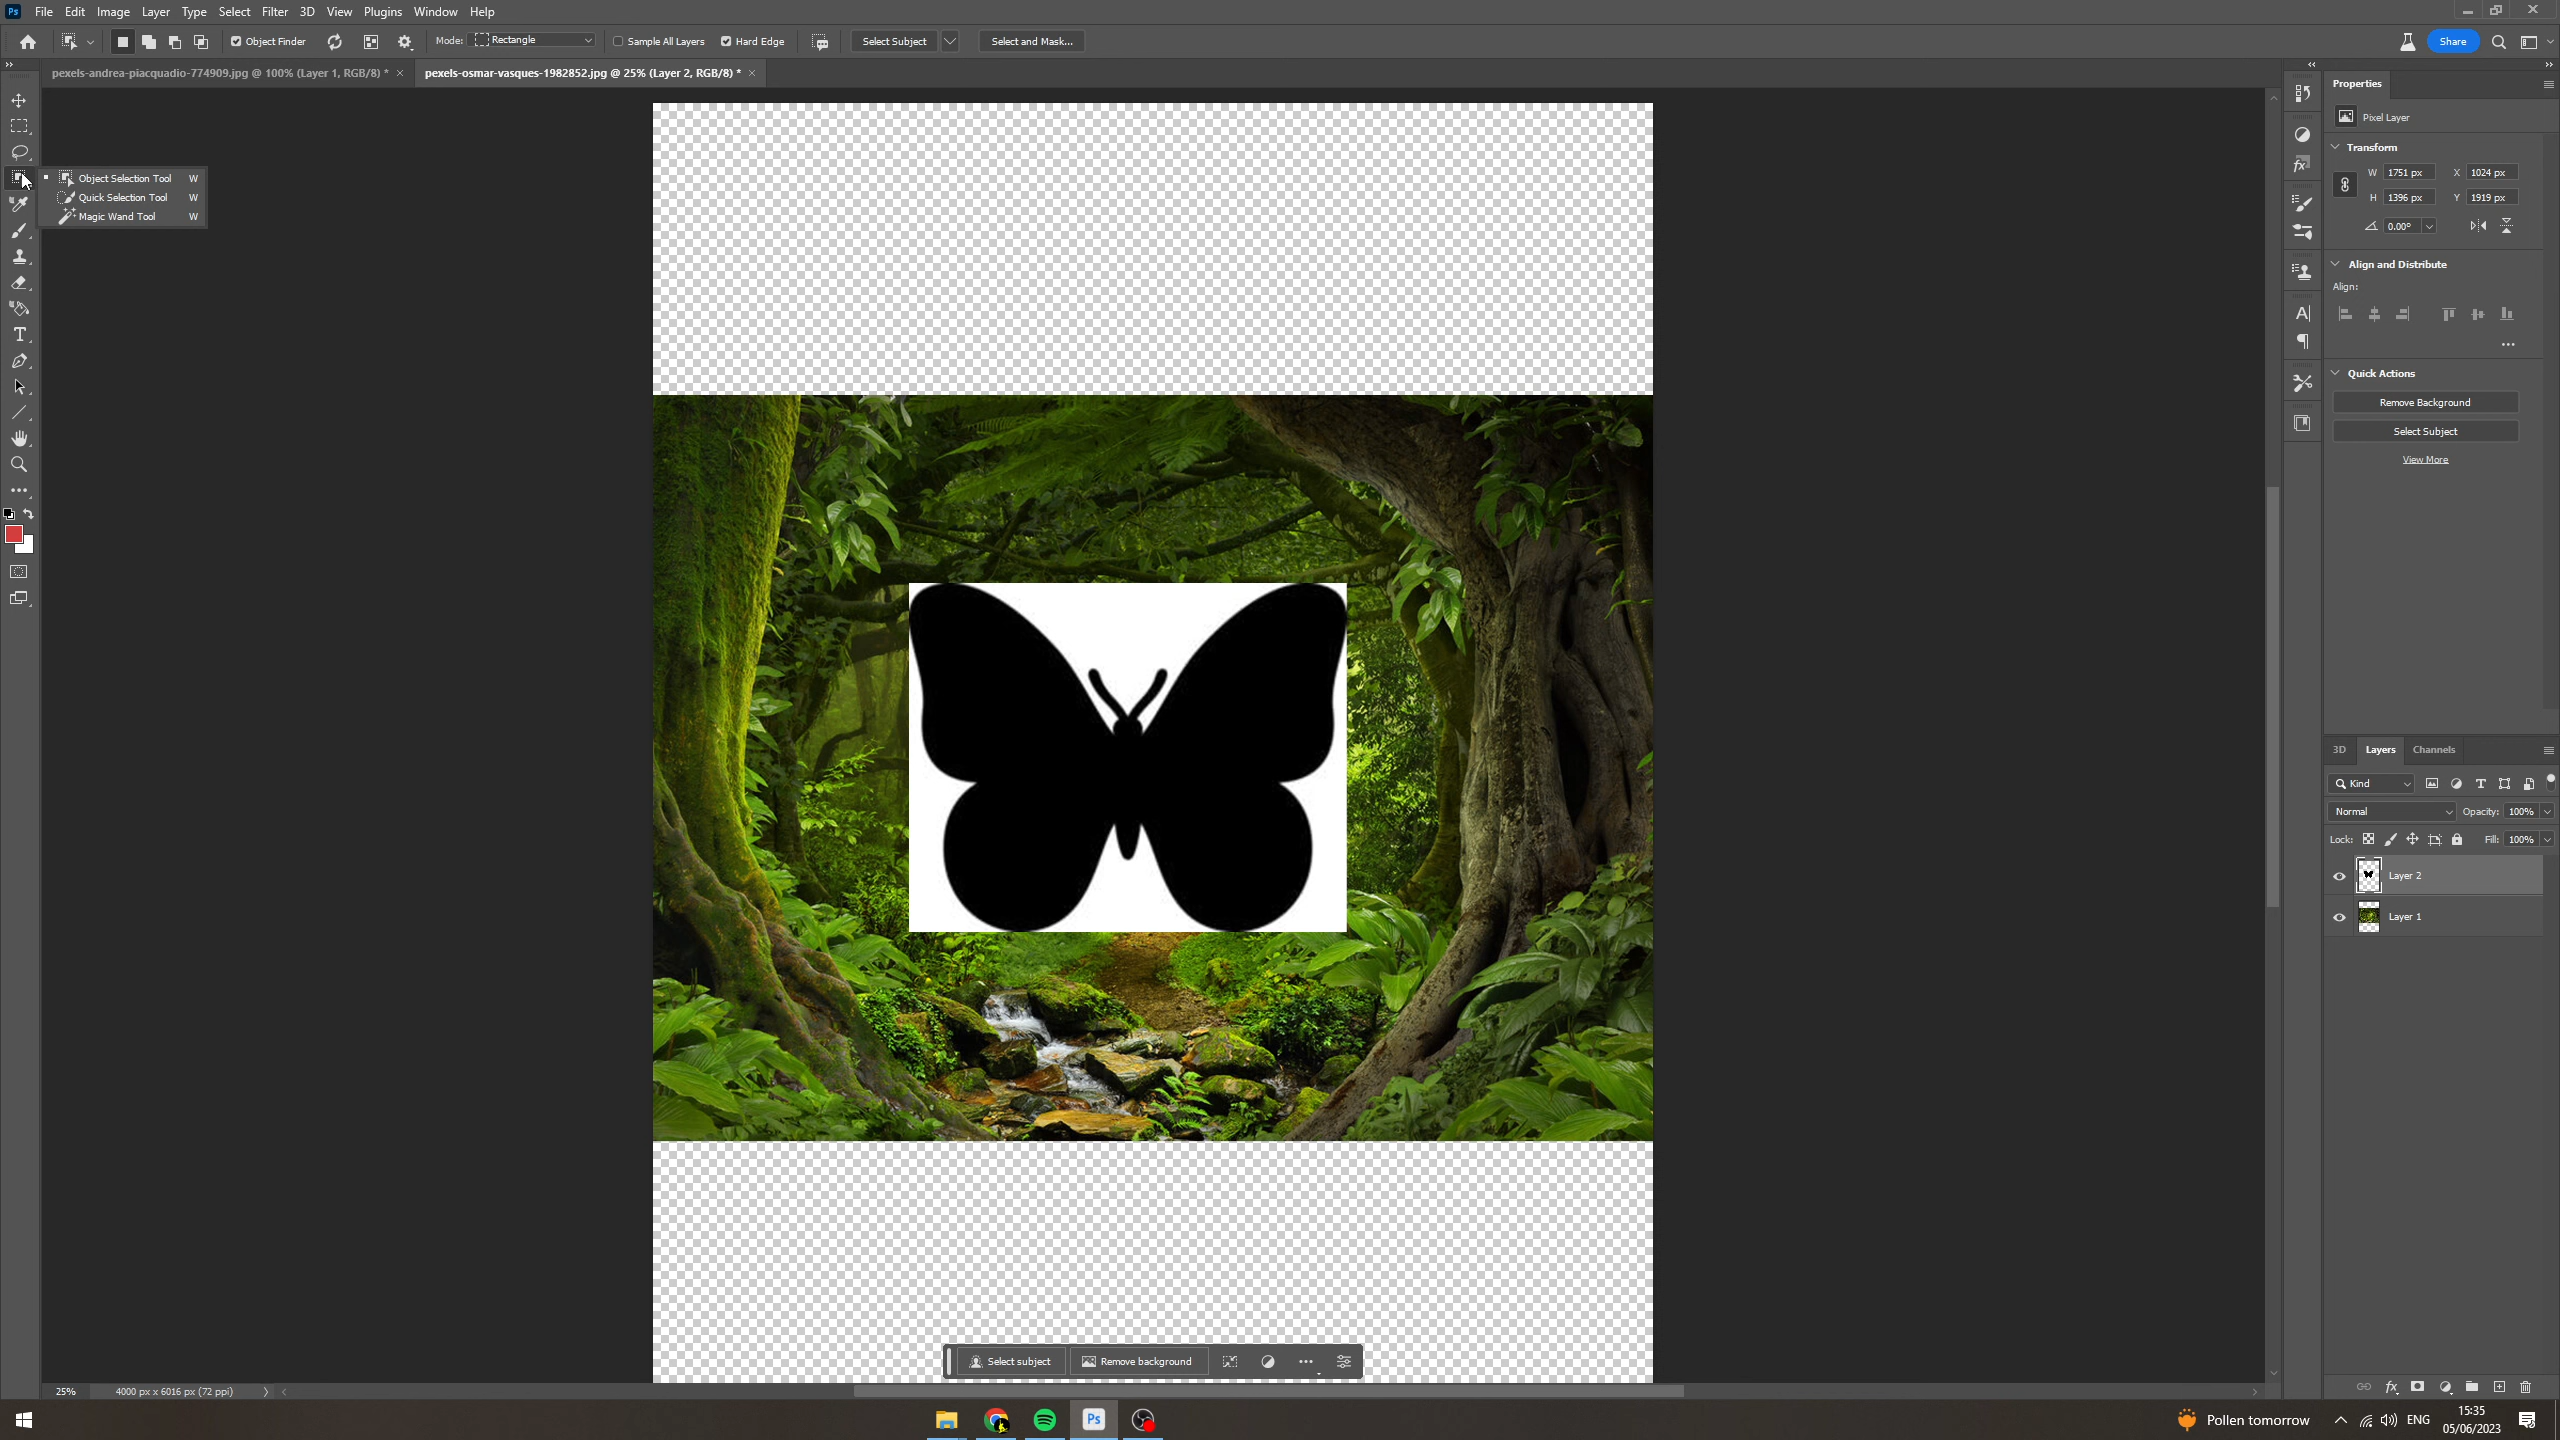 Ps File Edit Image Layer Type Select Filter 3D View Plugins Window Help
Object Finder Mode: Rectangle Sample All Layers Hard Edge Select Subject Select and Mask... Share
pexels-andrea-piacquadio-774909.jpg @ 100% (Layer 1, RGB/8) * × pexels-osmar-vasques-1982852.jpg @ 25% (Layer 2, RGB/8) * ×
Properties
Pixel Layer
Transform
W 1751 px X 1024 px
H 1396 px Y 1919 px
0.00°
Align and Distribute
Align:
Quick Actions
Remove Background
Select Subject
View More
Object Selection Tool W
Quick Selection Tool W
Magic Wand Tool W
3D Layers Channels
Kind
Normal Opacity: 100%
Lock: Fill: 100%
Layer 2
Layer 1
Select subject Remove background
25% 4000 px x 6016 px (72 ppi)
Ps
Pollen tomorrow ENG 15:35
05/06/2023